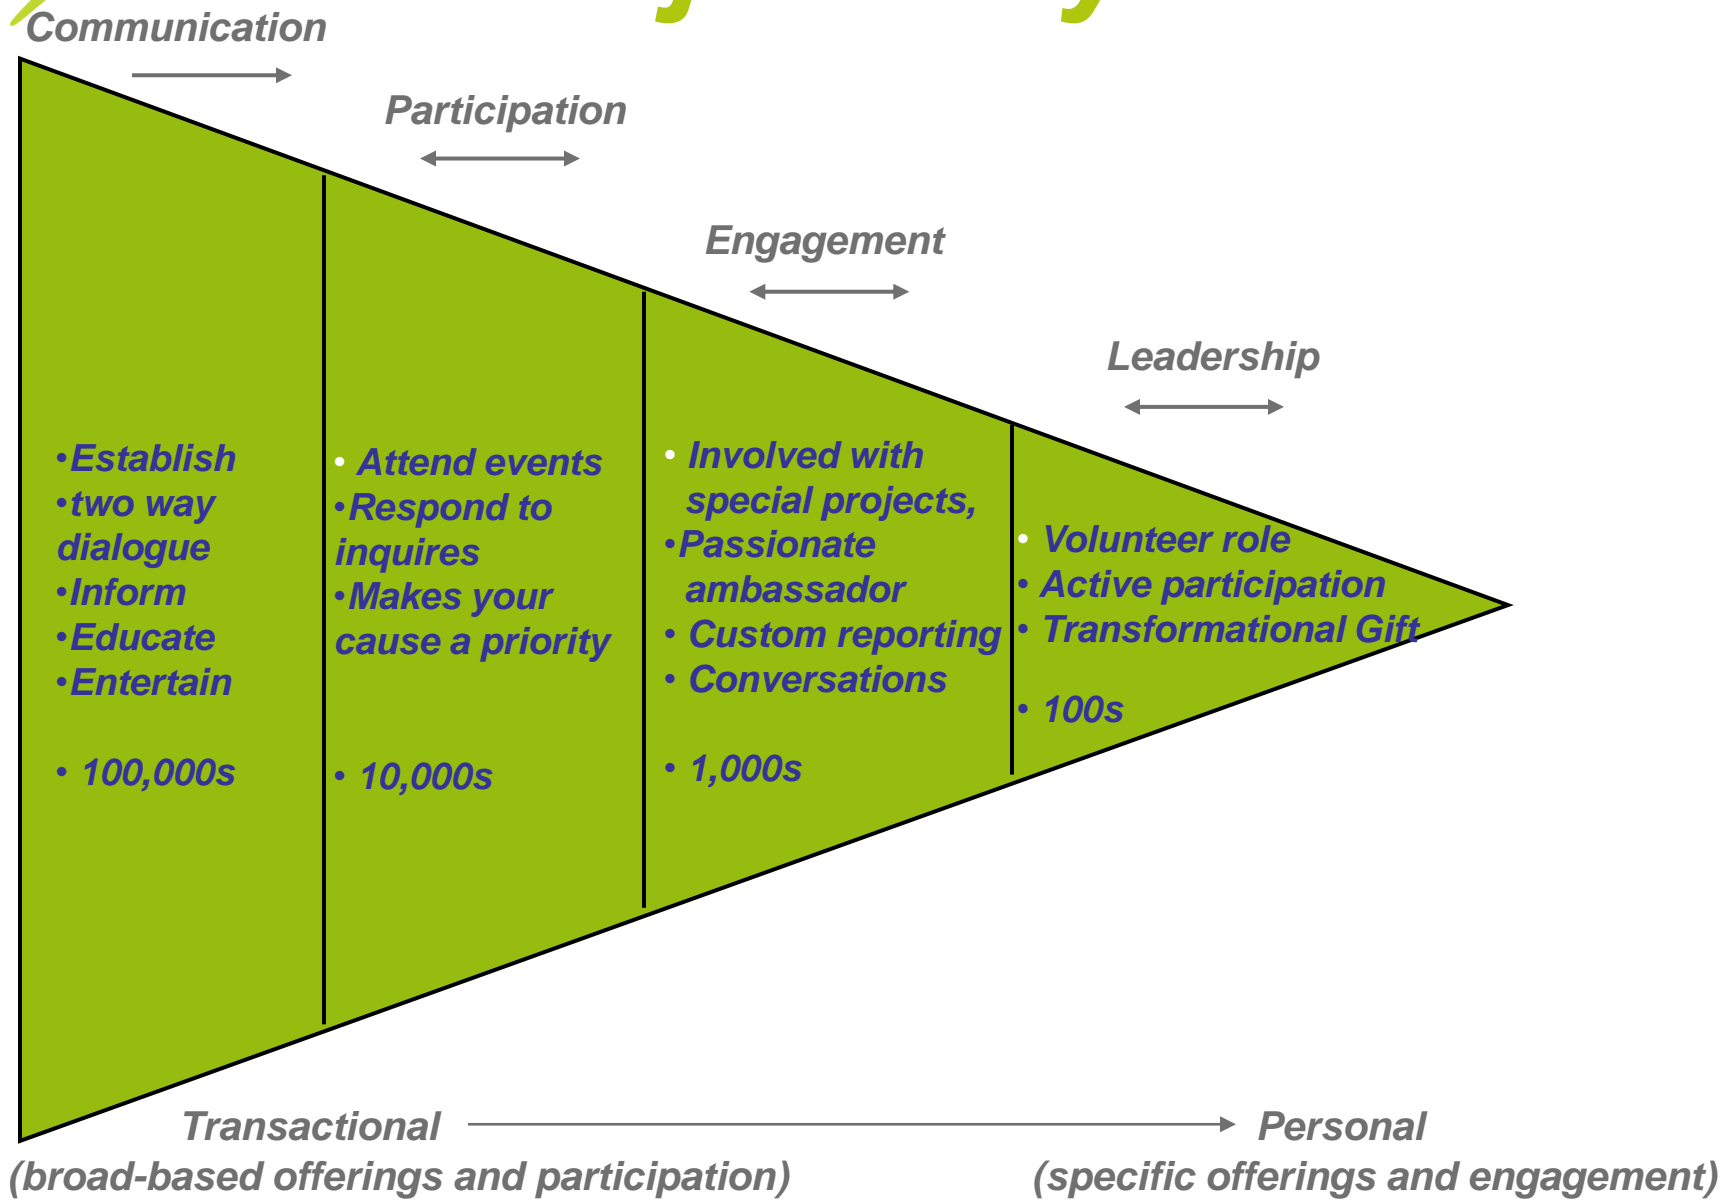 Communication
Participation
Engagement
Leadership
•Establish
•two way
dialogue
•Inform
•Educate
•Entertain
• 100,000s
• Attend events
•Respond to
inquires
•Makes your
cause a priority
• 10,000s
• Involved with
special projects,
•Passionate
ambassador
• Custom reporting
• Conversations
• 1,000s
• Volunteer role
• Active participation
• Transformational Gift
• 100s
Transactional
(broad-based offerings and participation)
Personal
(specific offerings and engagement)